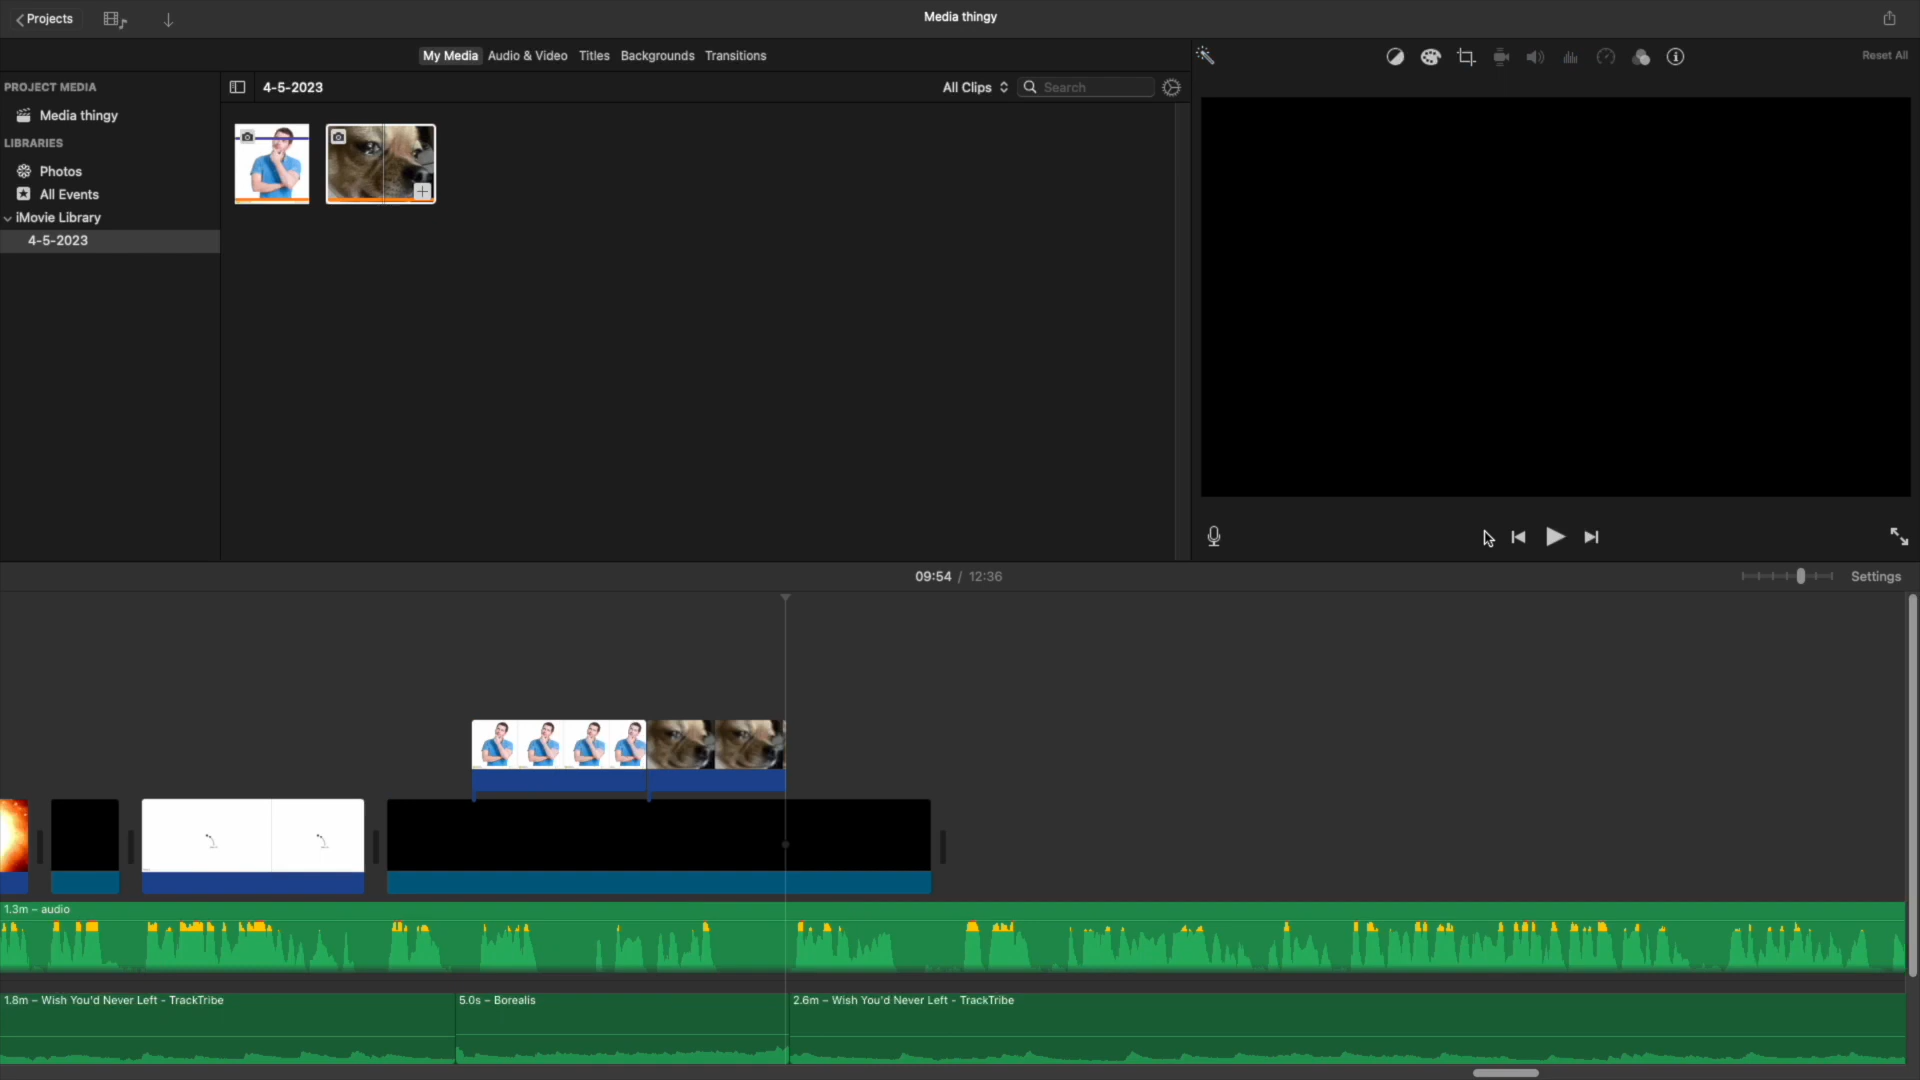 Projects
Media thingy
My Media Audio & Video Titles Backgrounds Transitions
Reset All
PROJECT MEDIA
Media thingy
LIBRARIES
Photos
All Events
iMovie Library
4-5-2023
4-5-2023
All Clips
Search
09:54 / 12:36
Settings
1.3m – audio
1.8m – Wish You'd Never Left - TrackTribe
5.0s – Borealis
2.6m – Wish You'd Never Left - TrackTribe